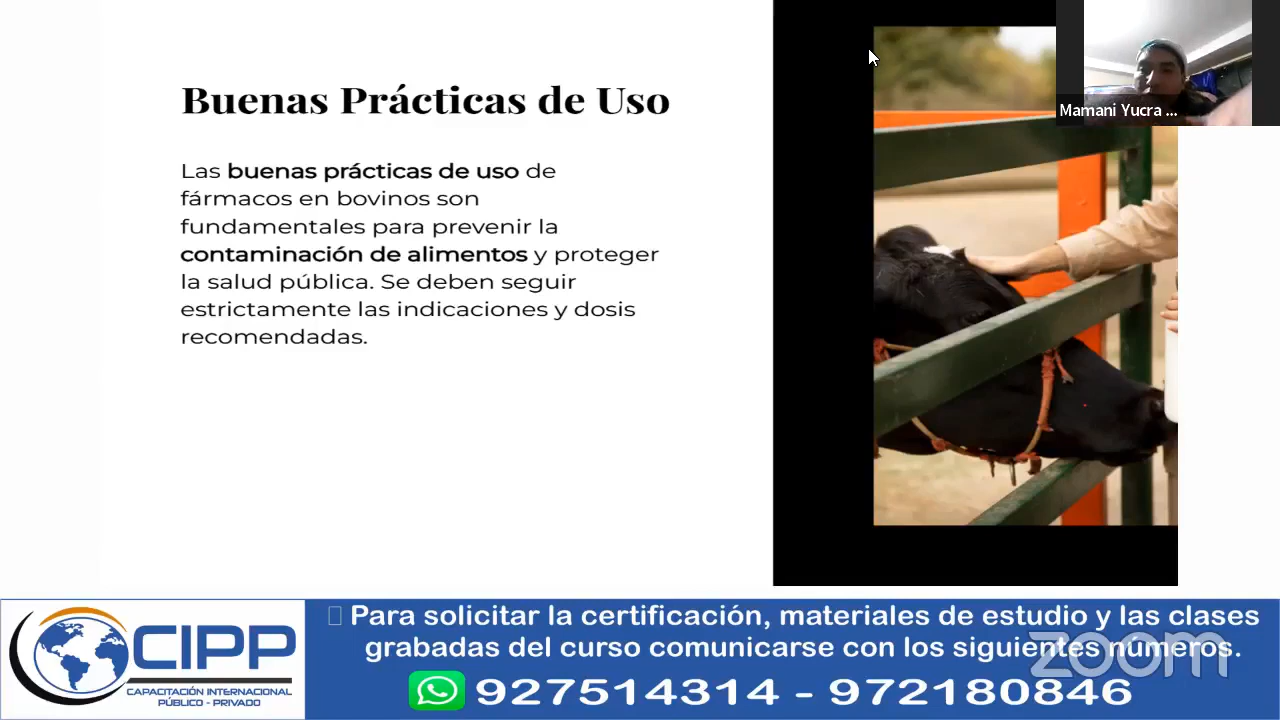 Buenas Prácticas de Uso
Las buenas prácticas de uso de
fármacos en bovinos son
fundamentales para prevenir la
contaminación de alimentos y proteger
la salud pública. Se deben seguir
estrictamente las indicaciones y dosis
recomendadas.
Mamani Yucra ...
CIPP
CAPACITACIÓN INTERNACIONAL
PÚBLICO - PRIVADO
Para solicitar la certificación, materiales de estudio y las clases
grabadas del curso comunicarse con los siguientes números.
927514314 - 972180846
zoom